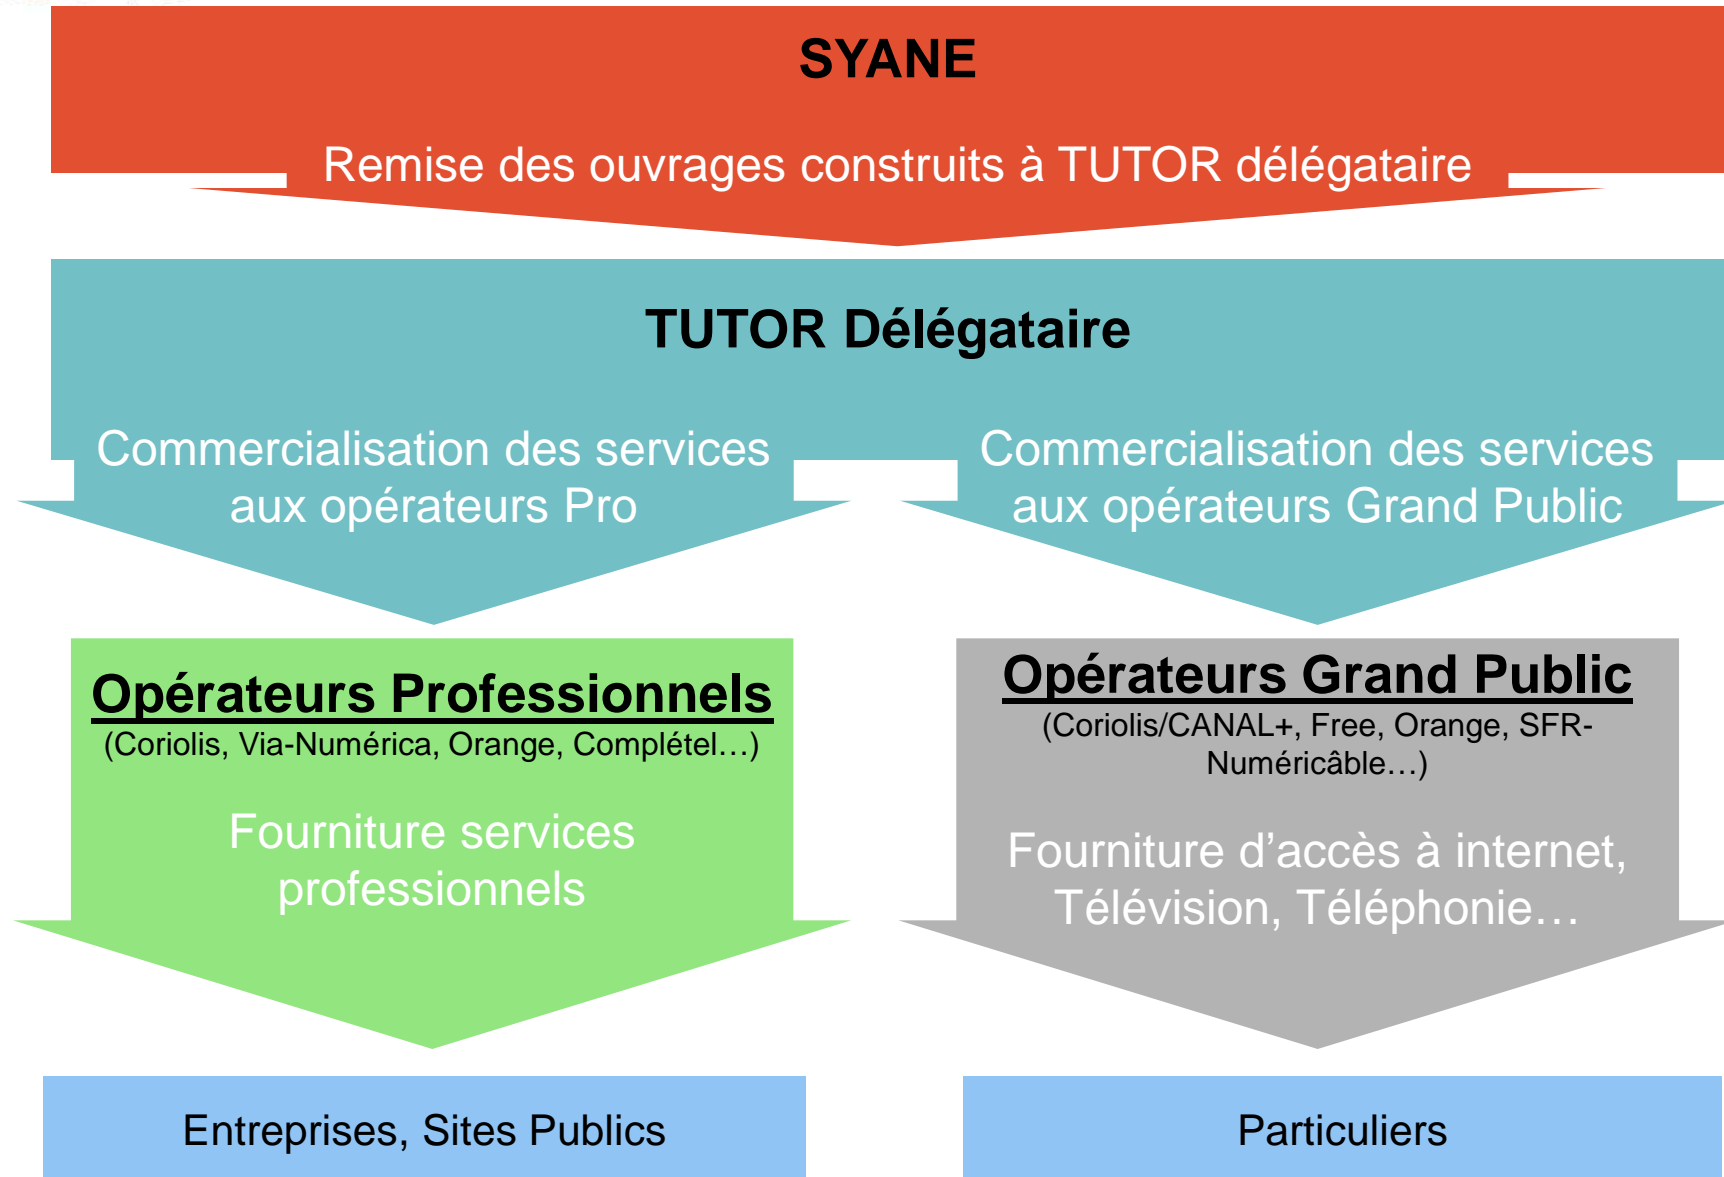 SYANE
Remise des ouvrages construits à TUTOR délégataire
TUTOR Délégataire
Commercialisation des services
aux opérateurs Pro
Commercialisation des services
aux opérateurs Grand Public
Opérateurs Professionnels
(Coriolis, Via-Numérica, Orange, Complétel…)
Fourniture services
professionnels
Opérateurs Grand Public
(Coriolis/CANAL+, Free, Orange, SFR-
Numéricâble…)
Fourniture d’accès à internet,
Télévision, Téléphonie…
Entreprises, Sites Publics
Particuliers